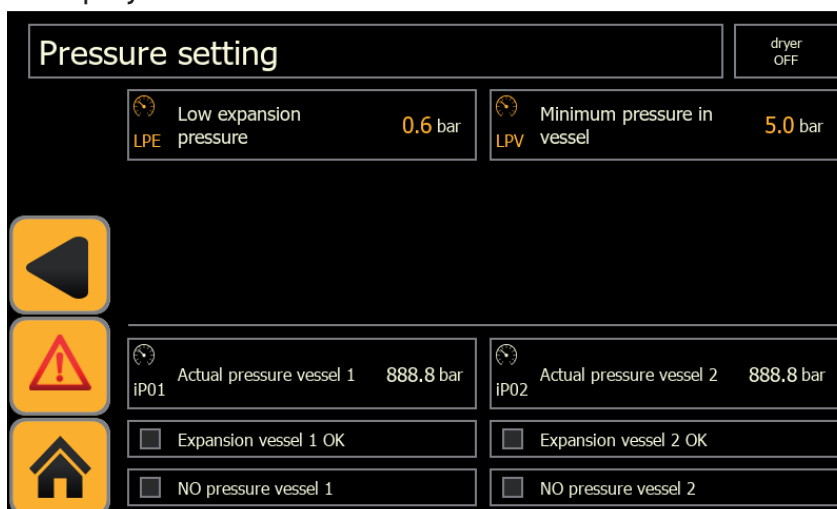 Pressure setting
dryer
OFF
Low expansion
pressure
LPE
0.6 bar
Minimum pressure in
vessel
LPV
5.0 bar
iP01
Actual pressure vessel 1
888.8 bar
iP02
Actual pressure vessel 2
888.8 bar
Expansion vessel 1 OK
Expansion vessel 2 OK
NO pressure vessel 1
NO pressure vessel 2